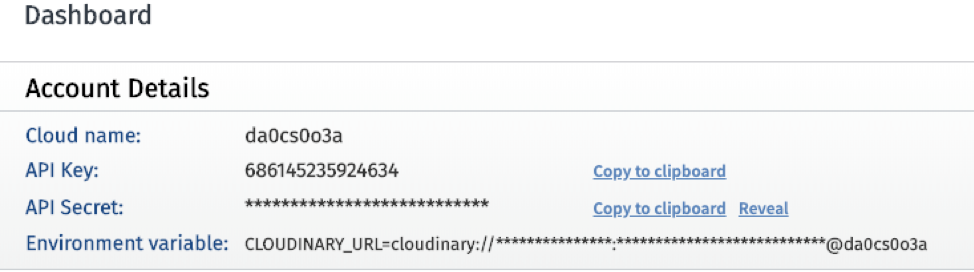 Dashboard
Account Details
Cloud name: da0cs0o3a
API Key: 686145235924634 Copy to clipboard
API Secret: *************************** Copy to clipboard Reveal
Environment variable: CLOUDINARY_URL=cloudinary://***************:***************************@da0cs0o3a